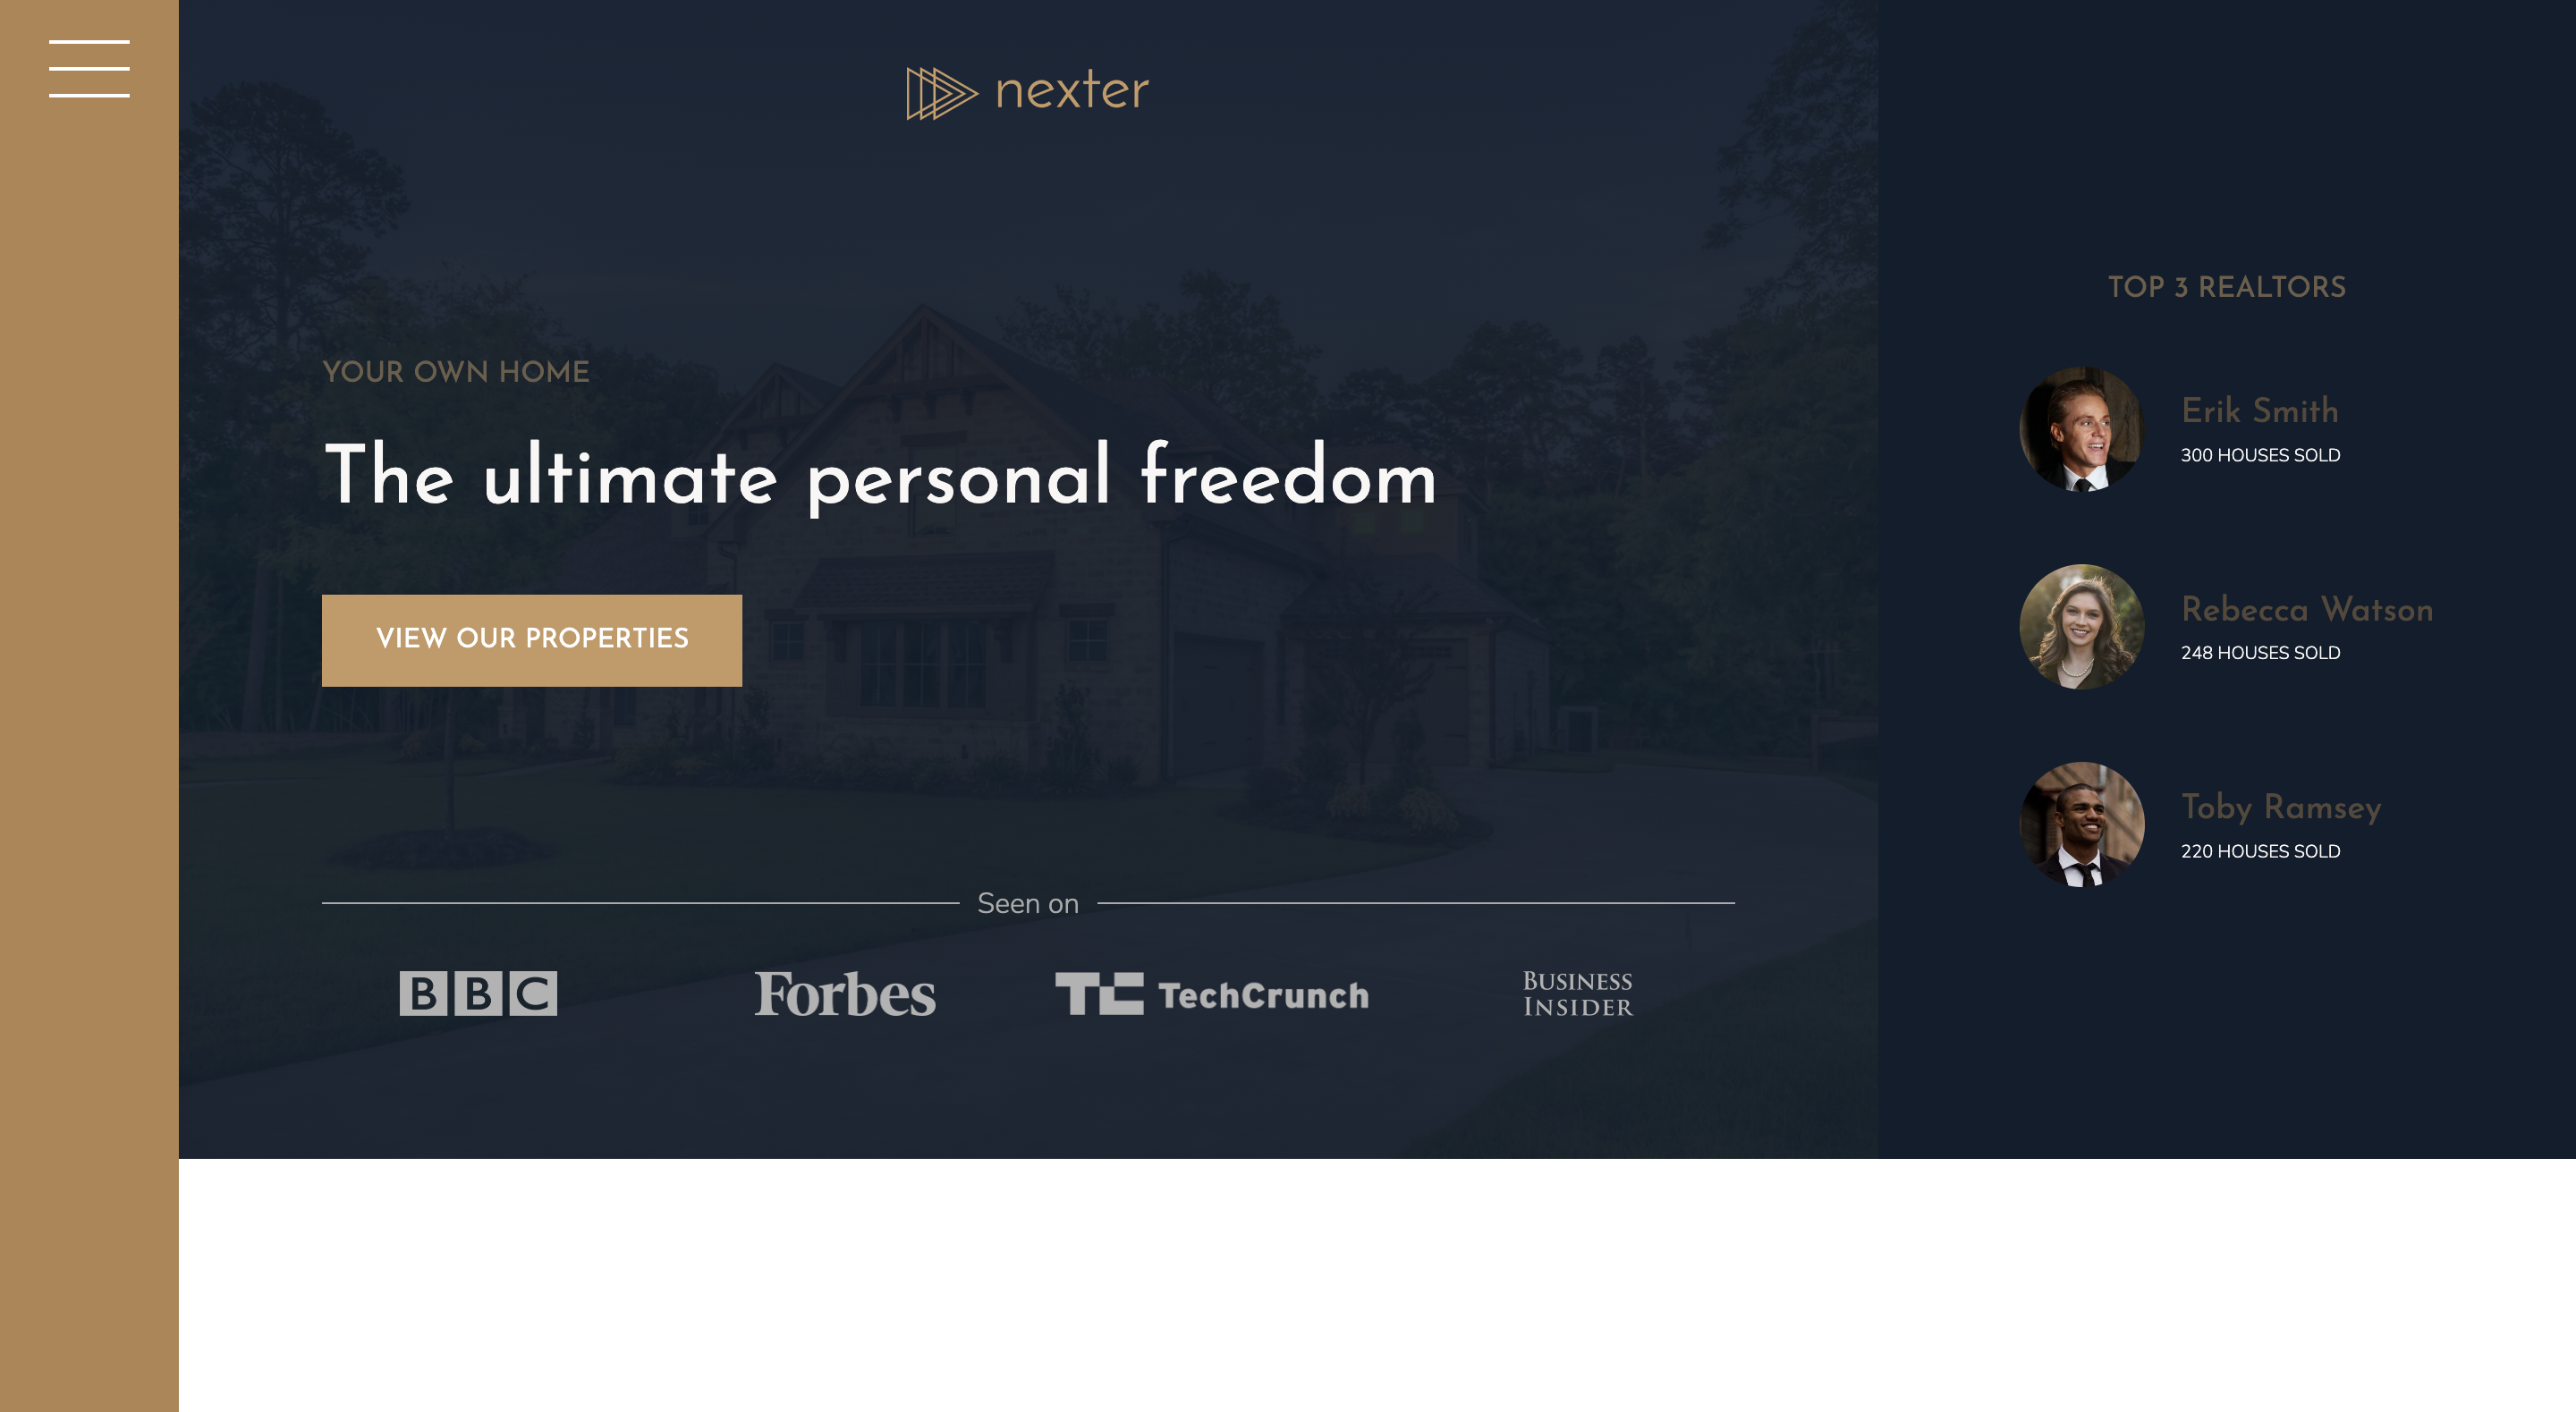 nexter
YOUR OWN HOME
The ultimate personal freedom
VIEW OUR PROPERTIES
Seen on
BBC
Forbes
TC TechCrunch
BUSINESS
INSIDER
TOP 3 REALTORS
Erik Smith
300 HOUSES SOLD
Rebecca Watson
248 HOUSES SOLD
Toby Ramsey
220 HOUSES SOLD